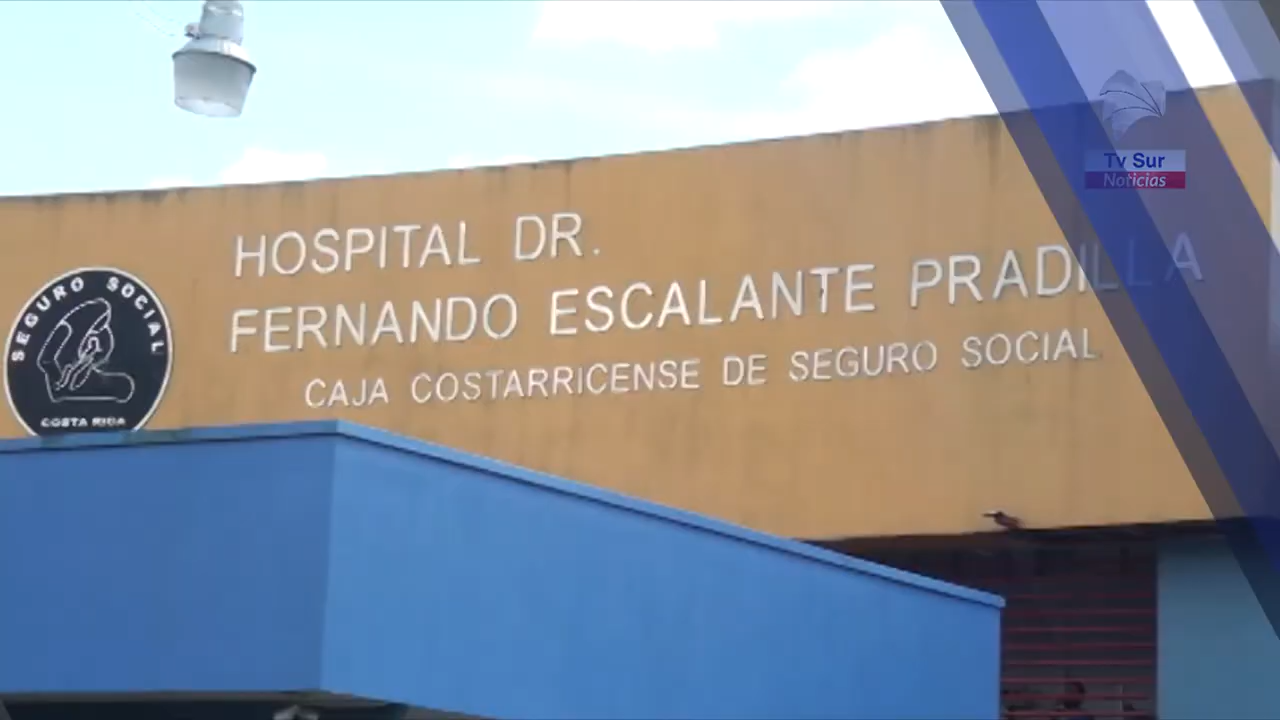 Tv Sur
Noticias
HOSPITAL DR.
FERNANDO ESCALANTE PRADILLA
CAJA COSTARRICENSE DE SEGURO SOCIAL
SEGURO SOCIAL
COSTA RICA